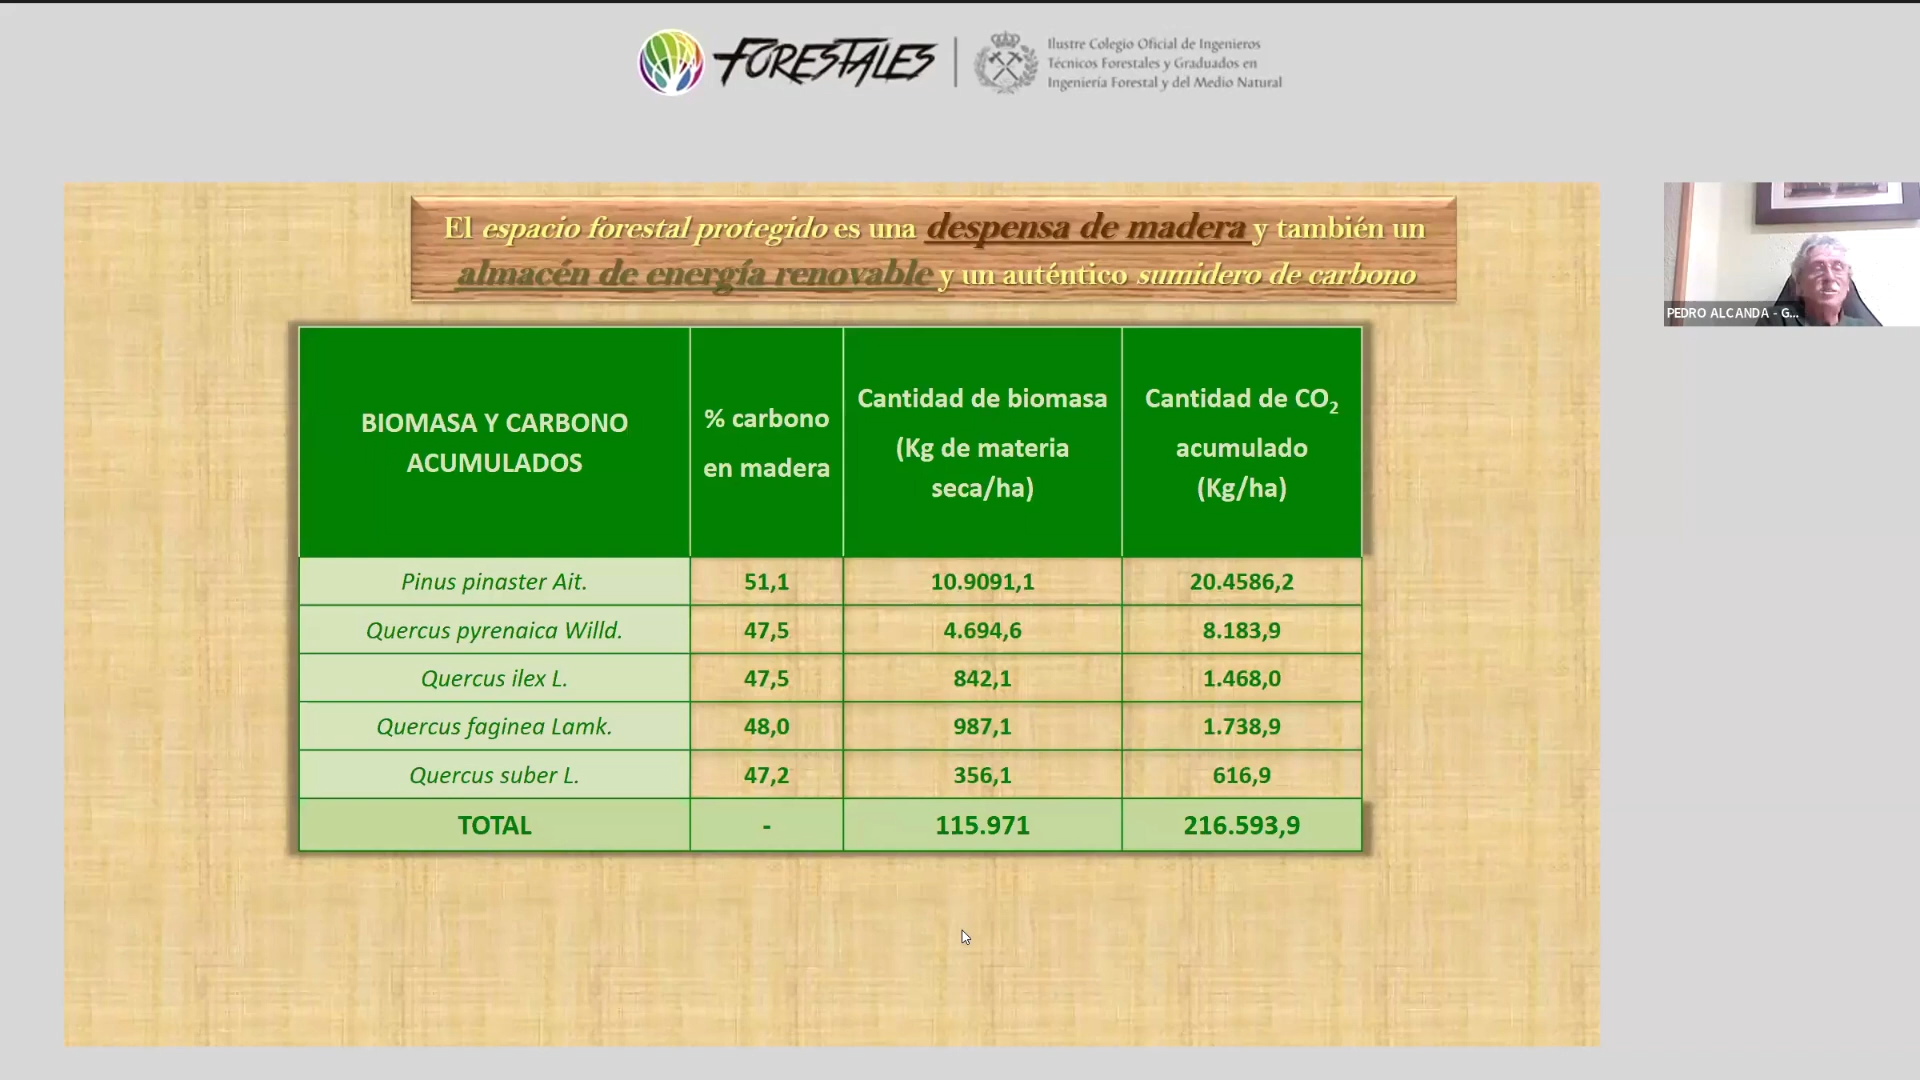 FORESTALES
Ilustre Colegio Oficial de Ingenieros
Técnicos Forestales y Graduados en
Ingeniería Forestal y del Medio Natural
El espacio forestal protegido es una despensa de madera y también un
almacén de energía renovable y un auténtico sumidero de carbono
PEDRO ALCANDA - G...
BIOMASA Y CARBONO
ACUMULADOS
% carbono
en madera
Cantidad de biomasa
(Kg de materia
seca/ha)
Cantidad de CO₂
acumulado
(Kg/ha)
Pinus pinaster Ait. 51,1 10.9091,1 20.4586,2
Quercus pyrenaica Willd. 47,5 4.694,6 8.183,9
Quercus ilex L. 47,5 842,1 1.468,0
Quercus faginea Lamk. 48,0 987,1 1.738,9
Quercus suber L. 47,2 356,1 616,9
TOTAL - 115.971 216.593,9